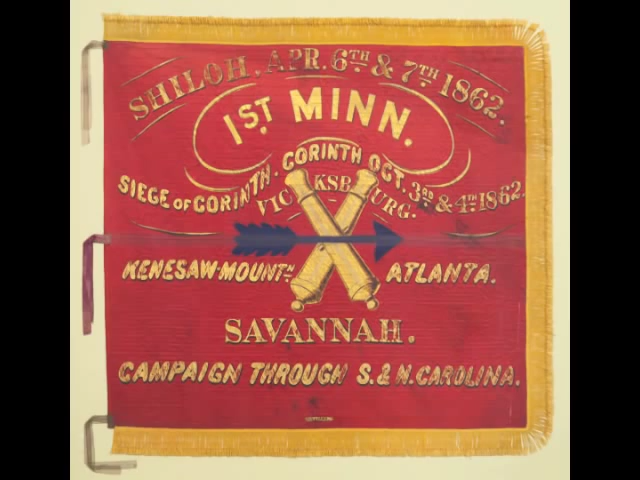 SHILOH, APR. 6TH & 7TH 1862.
1ST MINN.
SIEGE OF CORINTH. CORINTH OCT. 3RD & 4TH 1862.
VICKSBURG.
KENESAW-MOUNTN. ATLANTA.
SAVANNAH.
CAMPAIGN THROUGH S. & N. CAROLINA.